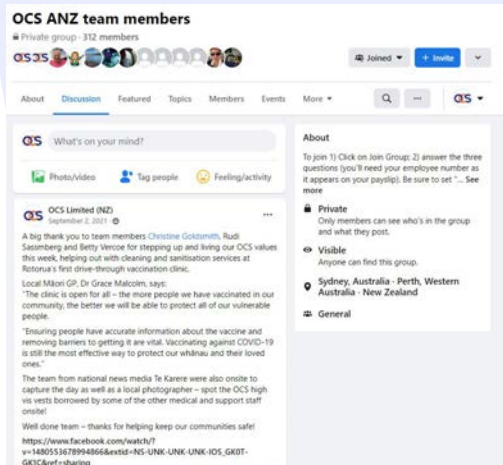 OCS ANZ team members
Private group · 312 members
OCS OCS
Joined
+ Invite
About Discussion Featured Topics Members Events More
OCS
OCS What's on your mind?
Photo/video Tag people Feeling/activity
OCS Limited (NZ)
September 2, 2021 ·
A big thank you to team members Christine Goldsmith, Rudi
Sassmberg and Betty Vercoe for stepping up and living our OCS values
this week, helping out with cleaning and sanitisation services at
Rotorua's first drive-through vaccination clinic.
Local Māori GP, Dr Grace Malcolm, says:
"The clinic is open for all – the more people we have vaccinated in our
community, the better we will be able to protect all of our vulnerable
people.
"Ensuring people have accurate information about the vaccine and
removing barriers to getting it are vital. Vaccinating against COVID-19
is still the most effective way to protect our whānau and their loved
ones."
The team from national news media Te Karere were also onsite to
capture the day as well as a local photographer – spot the OCS high
vis vests borrowed by some of the other medical and support staff
onsite!
Well done team – thanks for helping keep our communities safe!
https://www.facebook.com/watch/?
v=1480553678994866&extid=NS-UNK-UNK-UNK-IOS_GK0T-
GK1C&ref=sharing
About
To join 1) Click on Join Group; 2) answer the three
questions (you'll need your employee number as
it appears on your payslip). Be sure to set "... See
more
Private
Only members can see who's in the group
and what they post.
Visible
Anyone can find this group.
Sydney, Australia · Perth, Western
Australia · New Zealand
General